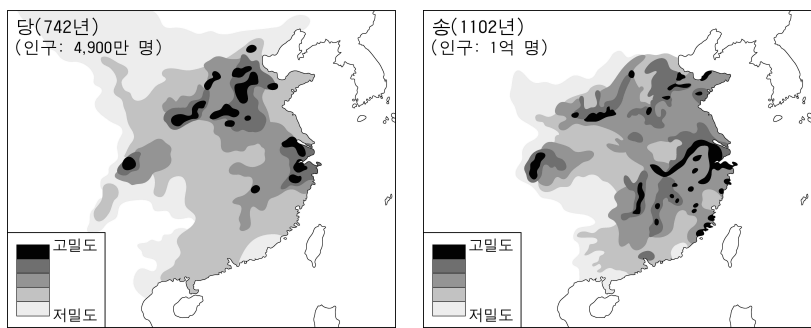 당(742년)
(인구: 4,900만 명)
고밀도
저밀도
송(1102년)
(인구: 1억 명)
고밀도
저밀도